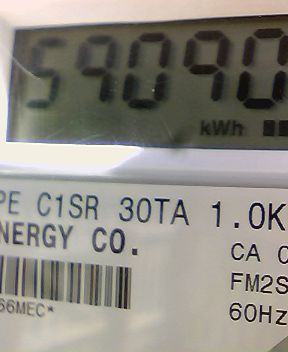 59090
kWh
PE C1SR 30TA 1.0K
NERGY CO.
CA
FM2S
60Hz
66MEC*